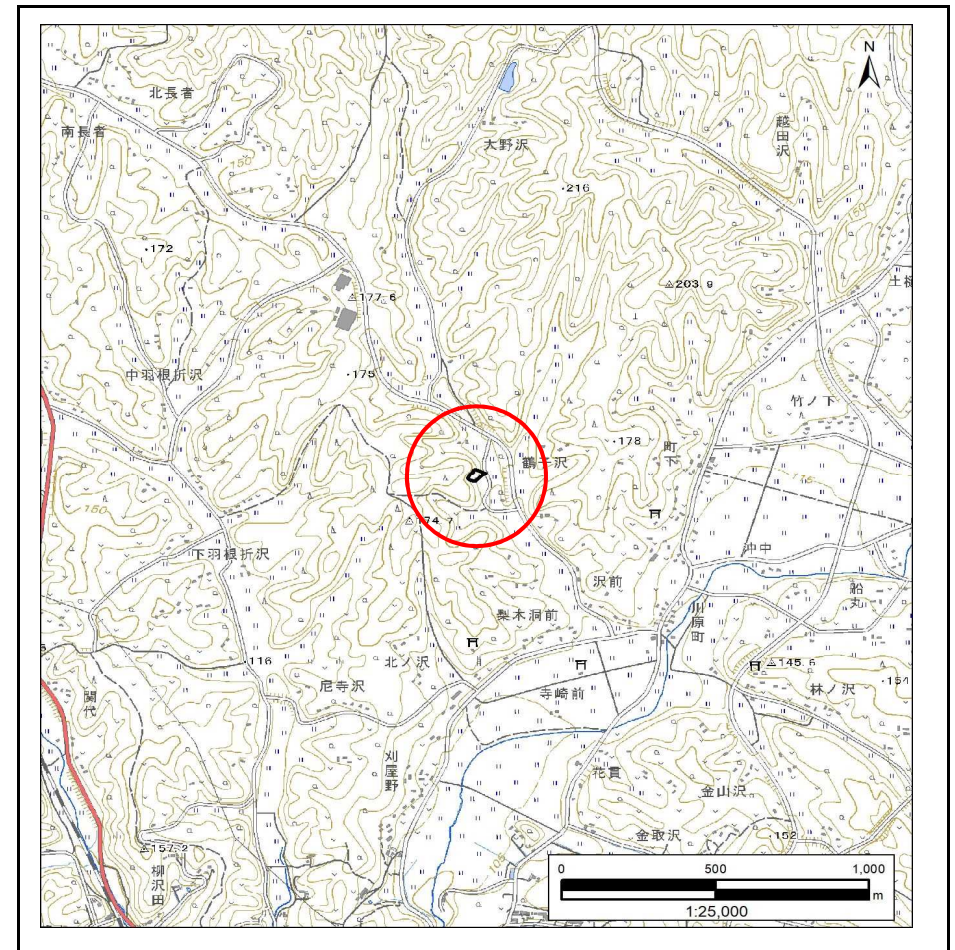 N
北長者
南長者
越田沢
大野沢
150
216
150
172
203.9
177.6
中羽根折沢
175
竹ノ下
178
町下
鶴子沢
150
174.7
下羽根折沢
沖中
沢前
船丸
川原町
梨木洞前
116
北ノ沢
145.6
尼寺沢
林ノ沢
151
寺崎前
関代
刈屋野
花貫
金山沢
金取沢
152
157.2
柳沢田
0 500 1,000
m
1:25,000